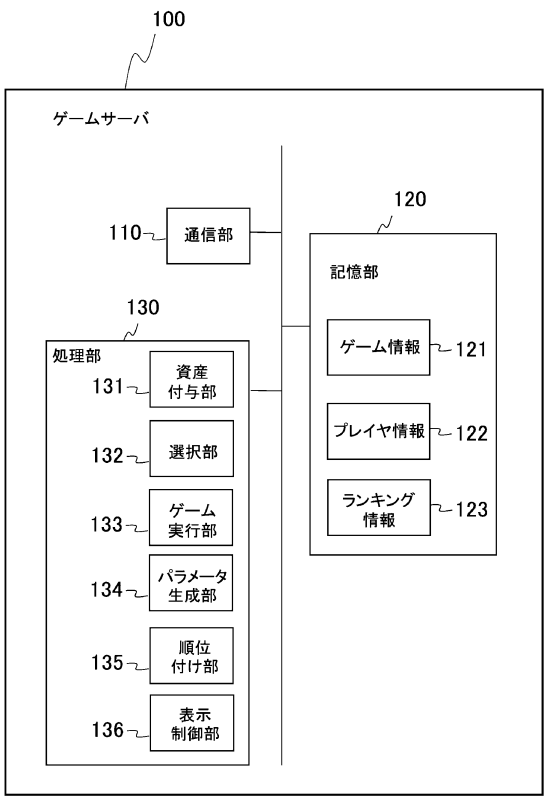 100
ゲームサーバ
110
通信部
120
記憶部
ゲーム情報
121
プレイヤ情報
122
ランキング
情報
123
130
処理部
131
資産
付与部
132
選択部
133
ゲーム
実行部
134
パラメータ
生成部
135
順位
付け部
136
表示
制御部